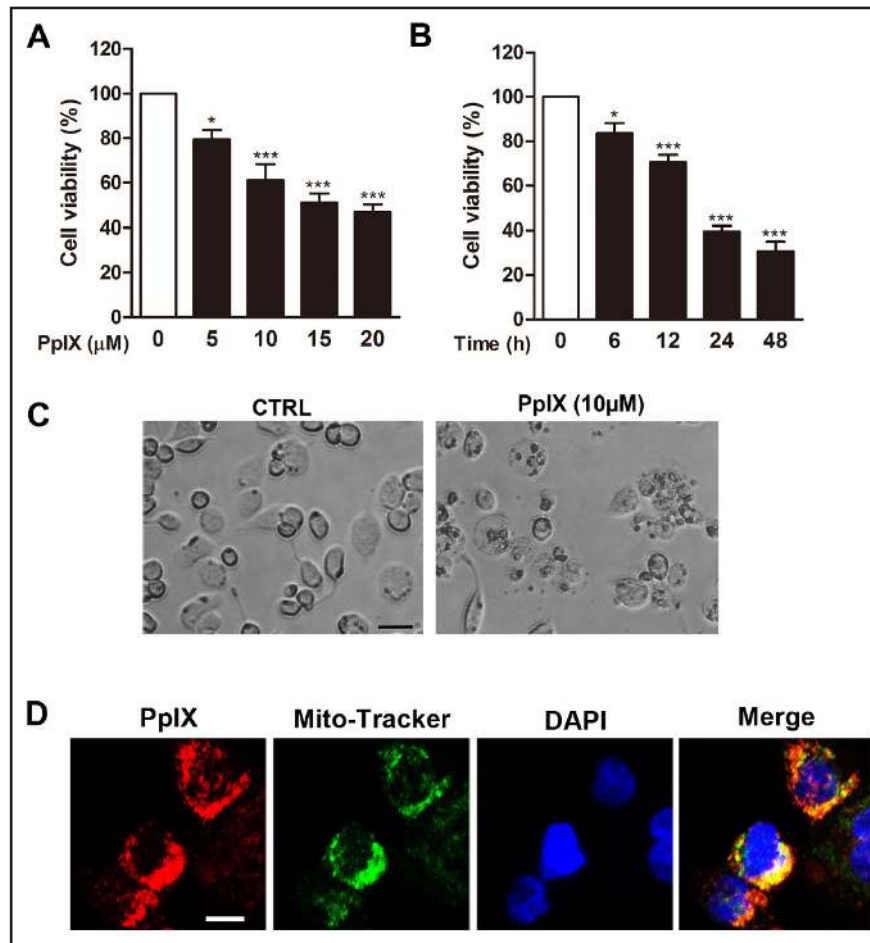 A
120
100
80
60
40
20
0
Cell viability (%)
*
***
***
***
PpIX (μM) 0 5 10 15 20
B
120
100
80
60
40
20
0
Cell viability (%)
*
***
***
***
Time (h) 0 6 12 24 48
C
CTRL PpIX (10μM)
D
PpIX Mito-Tracker DAPI Merge